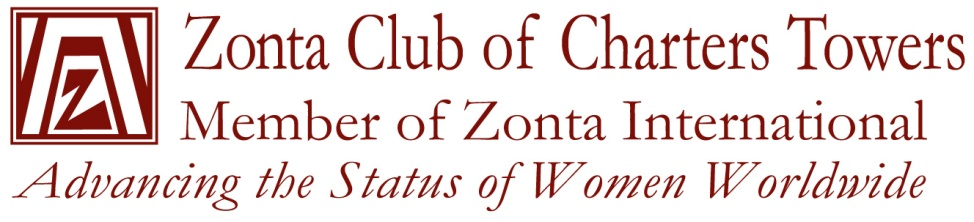 Zonta Club of Charters Towers
Member of Zonta International
Advancing the Status of Women Worldwide